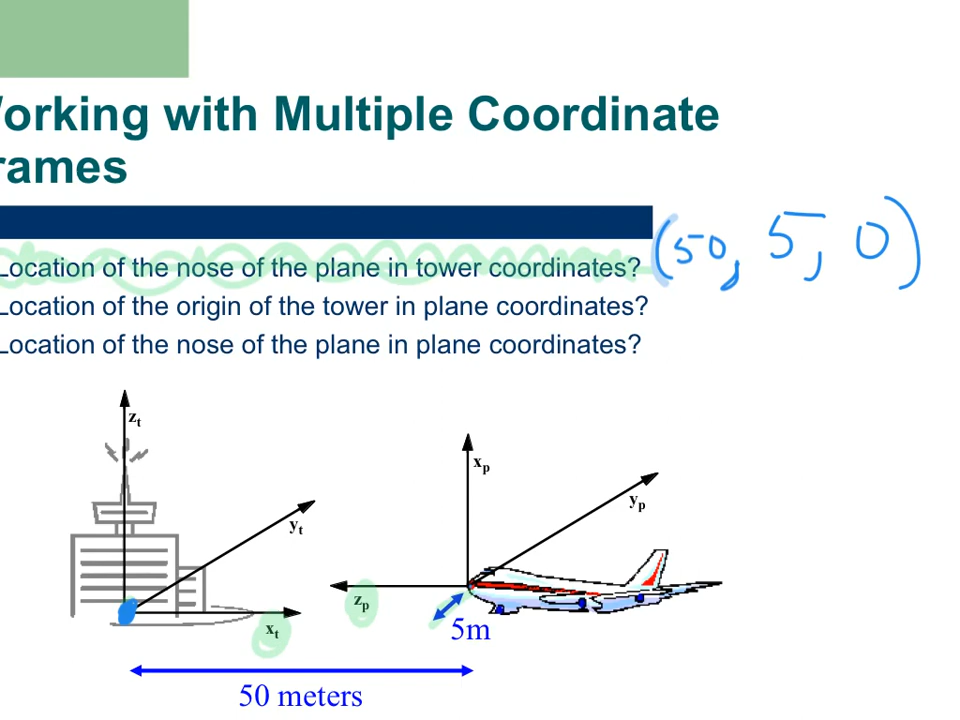 orking with Multiple Coordinate
rames
Location of the nose of the plane in tower coordinates? (50, 5, 0)
Location of the origin of the tower in plane coordinates?
Location of the nose of the plane in plane coordinates?
zt
xp
yp
yt
zp
xt
5m
50 meters